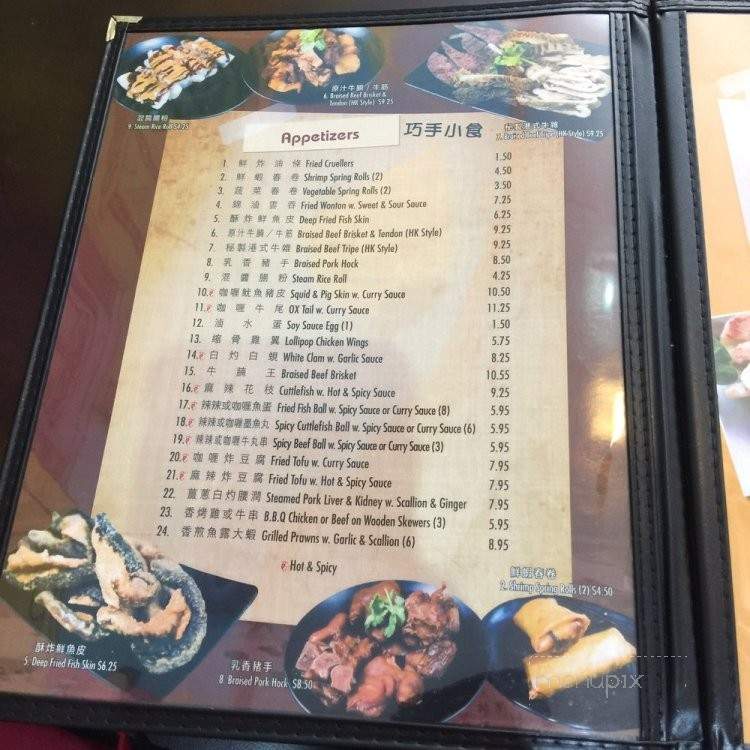 原汁牛腩／牛筋
6. Braised Beef Brisket &
Tendon (HK Style) $9.25
混醬腸粉
9. Steam Rice Roll $4.25
秘製港式牛雜
7. Braised Beef Tripe (HK Style) $9.25
Appetizers 巧手小食
1. 鮮炸油條 Fried Cruellers 1.50
2. 鮮蝦春卷 Shrimp Spring Rolls (2) 4.50
3. 蔬菜春卷 Vegetable Spring Rolls (2) 3.50
4. 錦滷雲吞 Fried Wonton w. Sweet & Sour Sauce 7.25
5. 酥炸鮮魚皮 Deep Fried Fish Skin 6.25
6. 原汁牛腩／牛筋 Braised Beef Brisket & Tendon (HK Style) 9.25
7. 秘製港式牛雜 Braised Beef Tripe (HK Style) 9.25
8. 乳香豬手 Braised Pork Hock 8.50
9. 混醬腸粉 Steam Rice Roll 4.25
10. 咖喱魷魚豬皮 Squid & Pig Skin w. Curry Sauce 10.50
11. 咖喱牛尾 OX Tail w. Curry Sauce 11.25
12. 滷水蛋 Soy Sauce Egg (1) 1.50
13. 縮骨雞翼 Lollipop Chicken Wings 5.75
14. 白灼白蜆 White Clam w. Garlic Sauce 8.25
15. 牛腩王 Braised Beef Brisket 10.55
16. 麻辣花枝 Cuttlefish w. Hot & Spicy Sauce 9.25
17. 辣辣或咖喱魚蛋 Fried Fish Ball w. Spicy Sauce or Curry Sauce (8) 5.95
18. 辣辣或咖喱墨魚丸 Spicy Cuttlefish Ball w. Spicy Sauce or Curry Sauce (6) 5.95
19. 辣辣或咖喱牛丸串 Spicy Beef Ball w. Spicy Sauce or Curry Sauce (3) 5.95
20. 咖喱炸豆腐 Fried Tofu w. Curry Sauce 7.95
21. 麻辣炸豆腐 Fried Tofu w. Hot & Spicy Sauce 7.95
22. 薑蔥白灼腰潤 Steamed Pork Liver & Kidney w. Scallion & Ginger 7.95
23. 香烤雞或牛串 B.B.Q Chicken or Beef on Wooden Skewers (3) 5.95
24. 香煎魚露大蝦 Grilled Prawns w. Garlic & Scallion (6) 8.95
Hot & Spicy
鮮蝦春卷
2. Shrimp Spring Rolls (2) $4.50
酥炸鮮魚皮
5. Deep Fried Fish Skin $6.25
乳香豬手
8. Braised Pork Hock $8.50
menupix